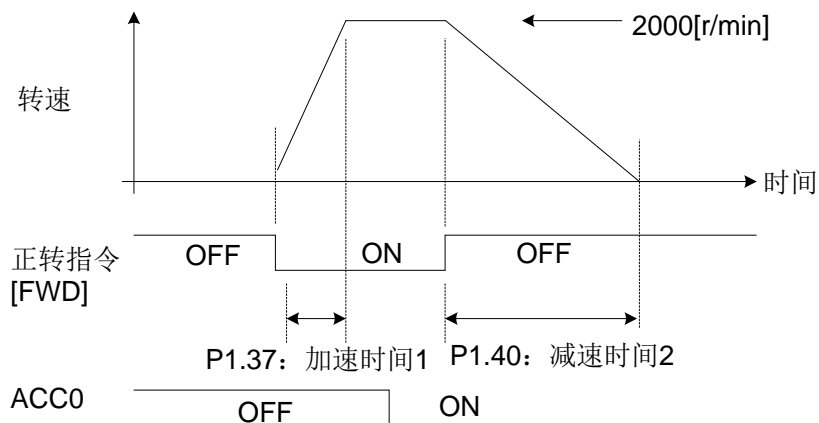 2000[r/min]
转速
时间
正转指令
[FWD]
OFF
ON
OFF
P1.37：加速时间1
P1.40：减速时间2
ACC0
OFF
ON